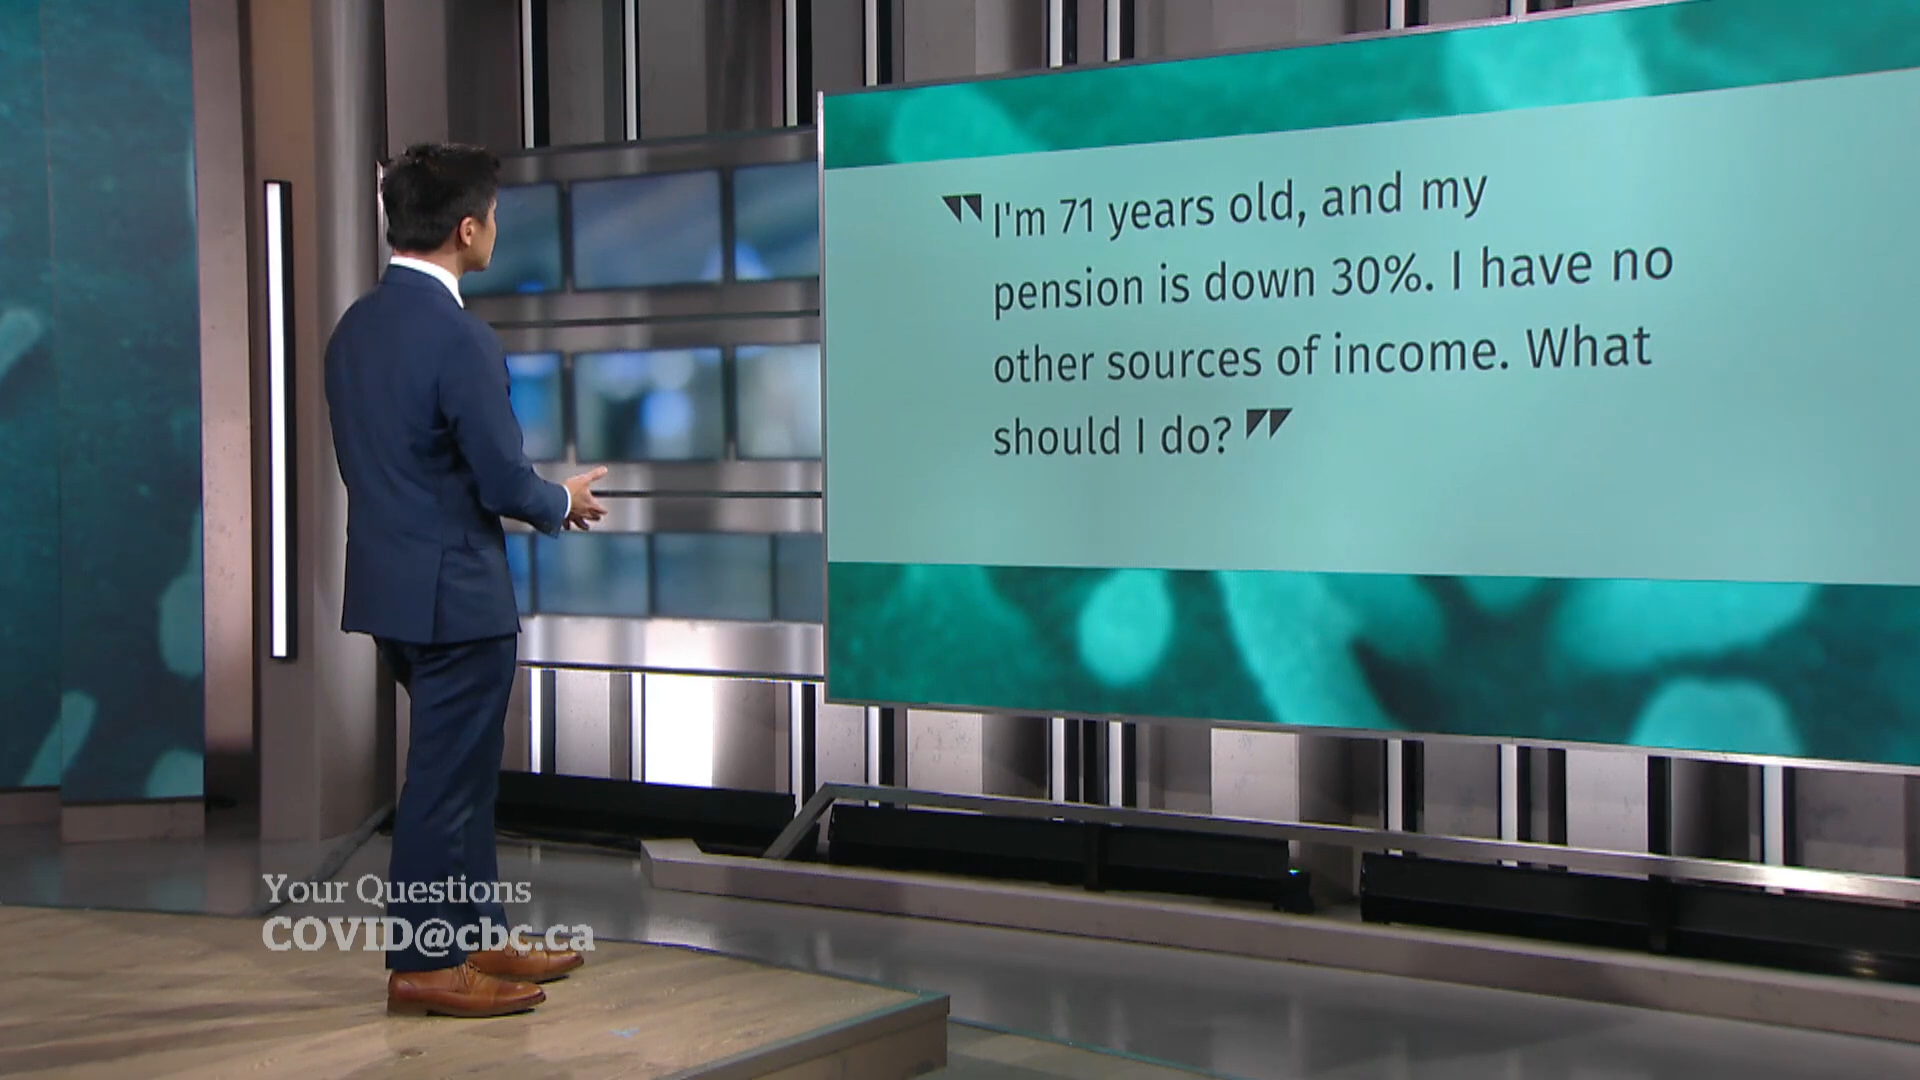 "I'm 71 years old, and my
pension is down 30%. I have no
other sources of income. What
should I do?"
Your Questions
COVID@cbc.ca